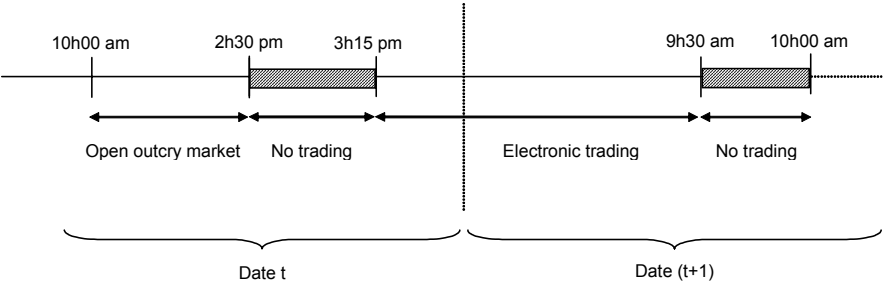 10h00 am
2h30 pm
3h15 pm
9h30 am
10h00 am
Open outcry market
No trading
Electronic trading
No trading
Date t
Date (t+1)